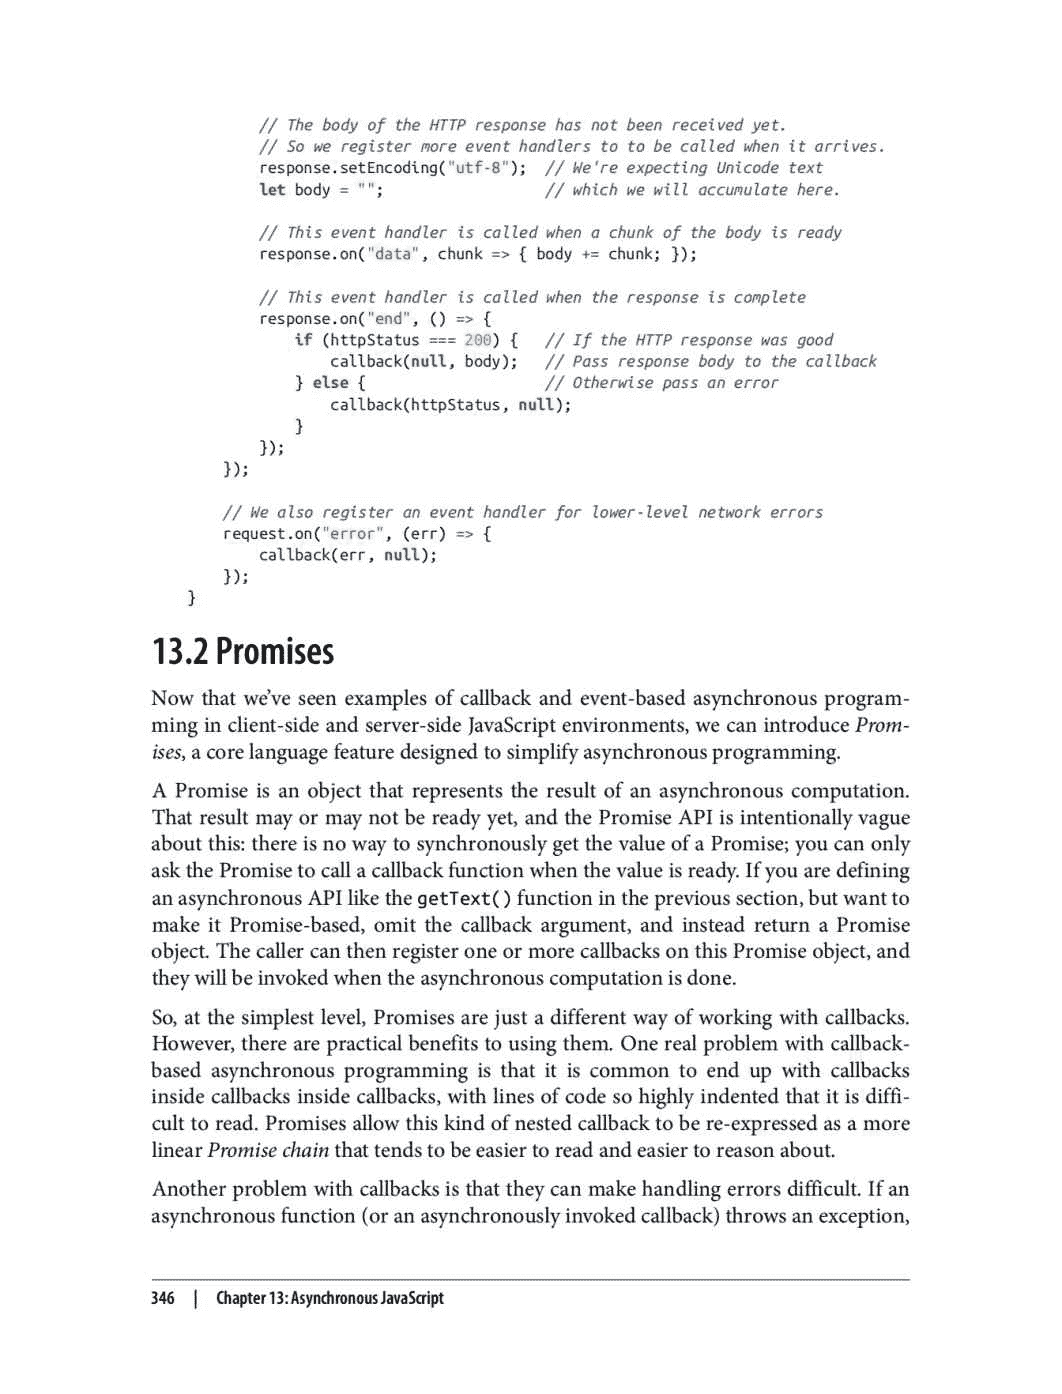 // The body of the HTTP response has not been received yet.
// So we register more event handlers to to be called when it arrives.
response.setEncoding("utf-8");  // We're expecting Unicode text
let body = "";                  // which we will accumulate here.
// This event handler is called when a chunk of the body is ready
response.on("data", chunk => { body += chunk; });
// This event handler is called when the response is complete
response.on("end", () => {
if (httpStatus === 200) {   // If the HTTP response was good
callback(null, body);   // Pass response body to the callback
} else {                    // Otherwise pass an error
callback(httpStatus, null);
}
});
});
// We also register an event handler for lower-level network errors
request.on("error", (err) => {
callback(err, null);
});
}
13.2 Promises
Now that we’ve seen examples of callback and event-based asynchronous program-
ming in client-side and server-side JavaScript environments, we can introduce Prom-
ises, a core language feature designed to simplify asynchronous programming.
A Promise is an object that represents the result of an asynchronous computation.
That result may or may not be ready yet, and the Promise API is intentionally vague
about this: there is no way to synchronously get the value of a Promise; you can only
ask the Promise to call a callback function when the value is ready. If you are defining
an asynchronous API like the getText() function in the previous section, but want to
make it Promise-based, omit the callback argument, and instead return a Promise
object. The caller can then register one or more callbacks on this Promise object, and
they will be invoked when the asynchronous computation is done.
So, at the simplest level, Promises are just a different way of working with callbacks.
However, there are practical benefits to using them. One real problem with callback-
based asynchronous programming is that it is common to end up with callbacks
inside callbacks inside callbacks, with lines of code so highly indented that it is diffi-
cult to read. Promises allow this kind of nested callback to be re-expressed as a more
linear Promise chain that tends to be easier to read and easier to reason about.
Another problem with callbacks is that they can make handling errors difficult. If an
asynchronous function (or an asynchronously invoked callback) throws an exception,
346 | Chapter 13: Asynchronous JavaScript